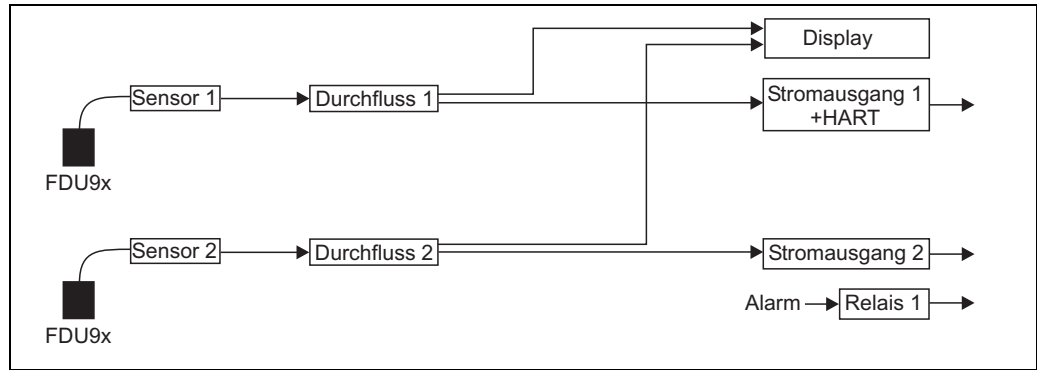 Display
Sensor 1
Durchfluss 1
Stromausgang 1
+HART
FDU9x
Sensor 2
Durchfluss 2
Stromausgang 2
Alarm
Relais 1
FDU9x